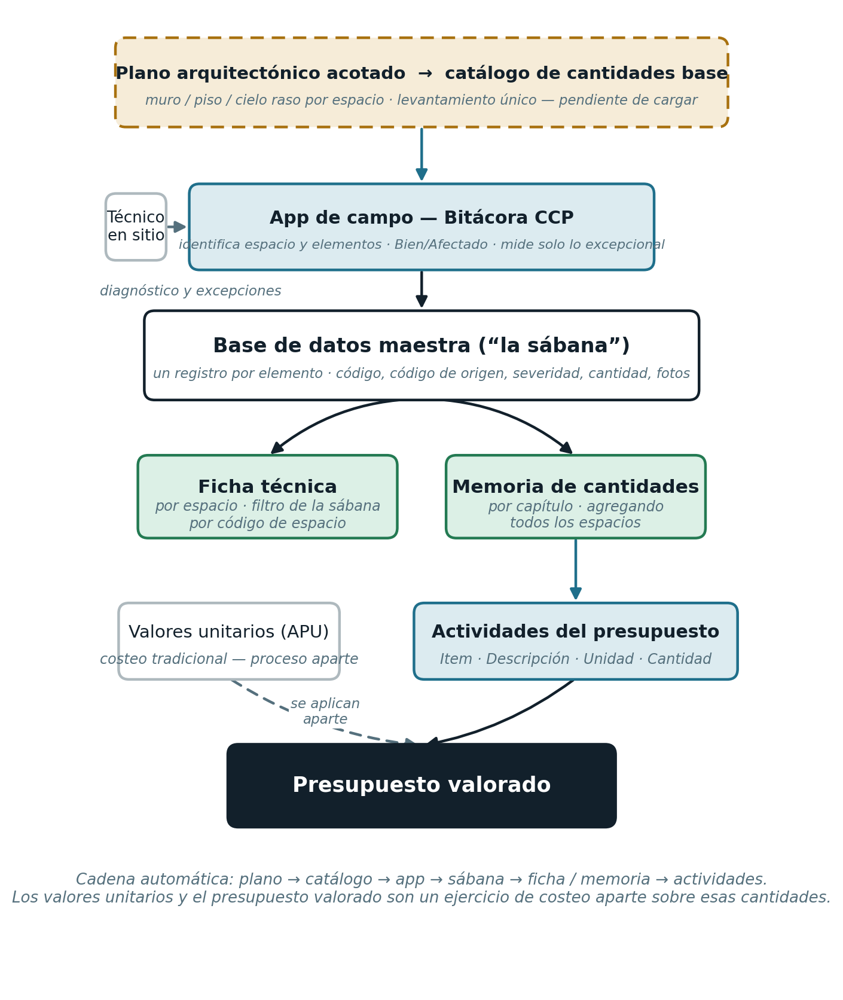 Plano arquitectónico acotado → catálogo de cantidades base
muro / piso / cielo raso por espacio · levantamiento único — pendiente de cargar
Técnico
en sitio
App de campo — Bitácora CCP
identifica espacio y elementos · Bien/Afectado · mide solo lo excepcional
diagnóstico y excepciones
Base de datos maestra (“la sábana”)
un registro por elemento · código, código de origen, severidad, cantidad, fotos
Ficha técnica
por espacio · filtro de la sábana
por código de espacio
Memoria de cantidades
por capítulo · agregando
todos los espacios
Valores unitarios (APU)
costeo tradicional — proceso aparte
Actividades del presupuesto
Item · Descripción · Unidad · Cantidad
se aplican
aparte
Presupuesto valorado
Cadena automática: plano → catálogo → app → sábana → ficha / memoria → actividades.
Los valores unitarios y el presupuesto valorado son un ejercicio de costeo aparte sobre esas cantidades.